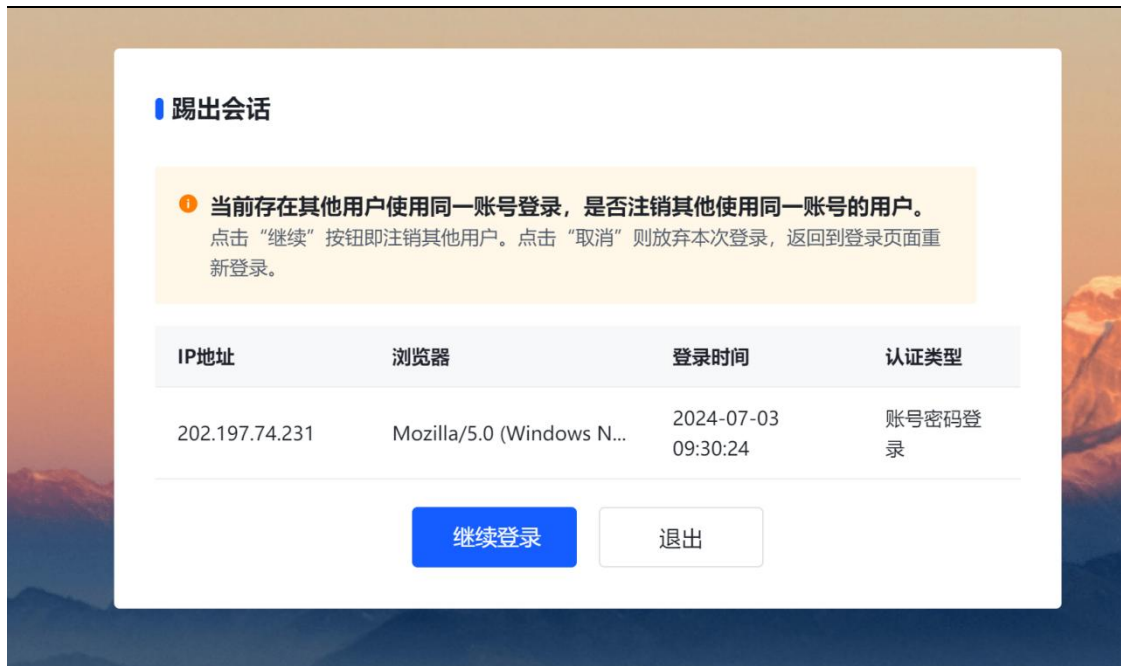 踢出会话
当前存在其他用户使用同一账号登录，是否注销其他使用同一账号的用户。
点击“继续”按钮即注销其他用户。点击“取消”则放弃本次登录，返回到登录页面重
新登录。
IP地址 浏览器 登录时间 认证类型
202.197.74.231 Mozilla/5.0 (Windows N... 2024-07-03 账号密码登
09:30:24 录
继续登录 退出